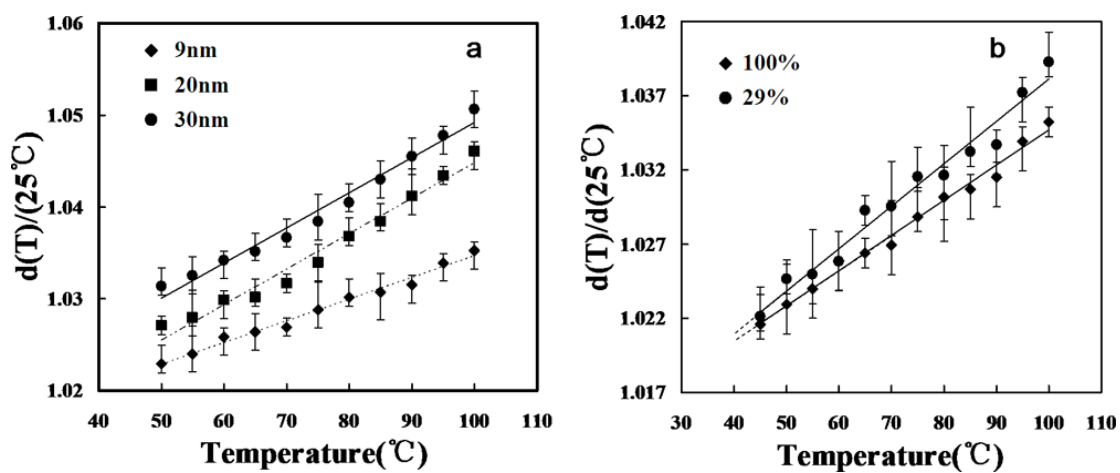 1.06
1.05
1.04
1.03
1.02
40 50 60 70 80 90 100 110
d(T)/(25℃)
Temperature(℃)
9nm
20nm
30nm
a
1.042
1.037
1.032
1.027
1.022
1.017
30 40 50 60 70 80 90 100 110
d(T)/d(25℃)
Temperature(℃)
100%
29%
b